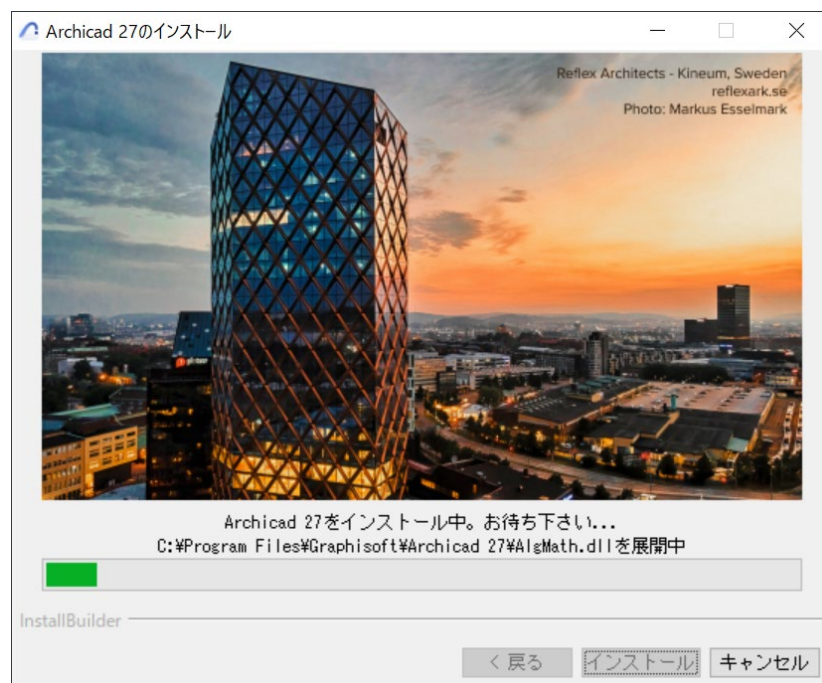 Archicad 27のインストール
Reflex Architects - Kineum, Sweden
reflexark.se
Photo: Markus Esselmark
Archicad 27をインストール中。お待ち下さい...
C:¥Program Files¥Graphisoft¥Archicad 27¥AlgMath.dllを展開中
InstallBuilder
< 戻る
インストール
キャンセル